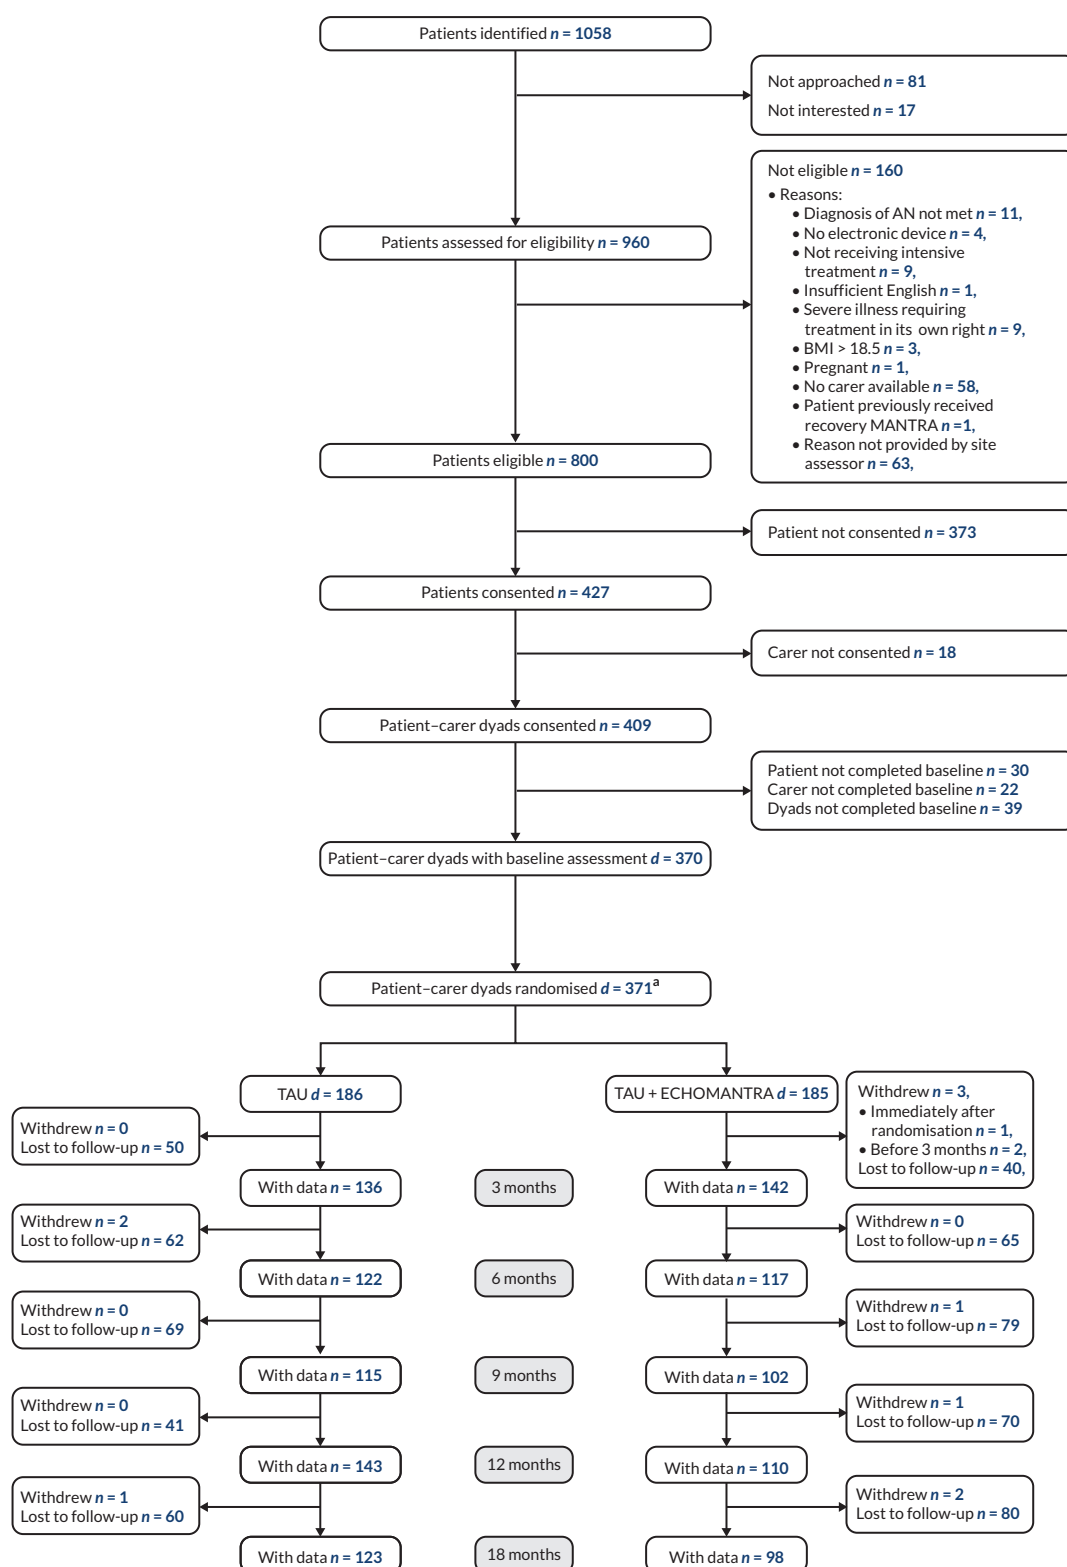 Patients identified n = 1058
Not approached n = 81
Not interested n = 17
Not eligible n = 160
• Reasons:
• Diagnosis of AN not met n = 11,
• No electronic device n = 4,
• Not receiving intensive
treatment n = 9,
• Insufficient English n = 1,
• Severe illness requiring
treatment in its own right n = 9,
• BMI > 18.5 n = 3,
• Pregnant n = 1,
• No carer available n = 58,
• Patient previously received
recovery MANTRA n =1,
• Reason not provided by site
assessor n = 63,
Patients assessed for eligibility n = 960
Patients eligible n = 800
Patient not consented n = 373
Patients consented n = 427
Carer not consented n = 18
Patient–carer dyads consented n = 409
Patient not completed baseline n = 30
Carer not completed baseline n = 22
Dyads not completed baseline n = 39
Patient–carer dyads with baseline assessment d = 370
Patient–carer dyads randomised d = 371a
TAU d = 186
TAU + ECHOMANTRA d = 185
Withdrew n = 0
Lost to follow-up n = 50
Withdrew n = 3,
• Immediately after
randomisation n = 1,
• Before 3 months n = 2,
Lost to follow-up n = 40,
With data n = 136
3 months
With data n = 142
Withdrew n = 2
Lost to follow-up n = 62
Withdrew n = 0
Lost to follow-up n = 65
With data n = 122
6 months
With data n = 117
Withdrew n = 0
Lost to follow-up n = 69
Withdrew n = 1
Lost to follow-up n = 79
With data n = 115
9 months
With data n = 102
Withdrew n = 0
Lost to follow-up n = 41
Withdrew n = 1
Lost to follow-up n = 70
With data n = 143
12 months
With data n = 110
Withdrew n = 1
Lost to follow-up n = 60
Withdrew n = 2
Lost to follow-up n = 80
With data n = 123
18 months
With data n = 98